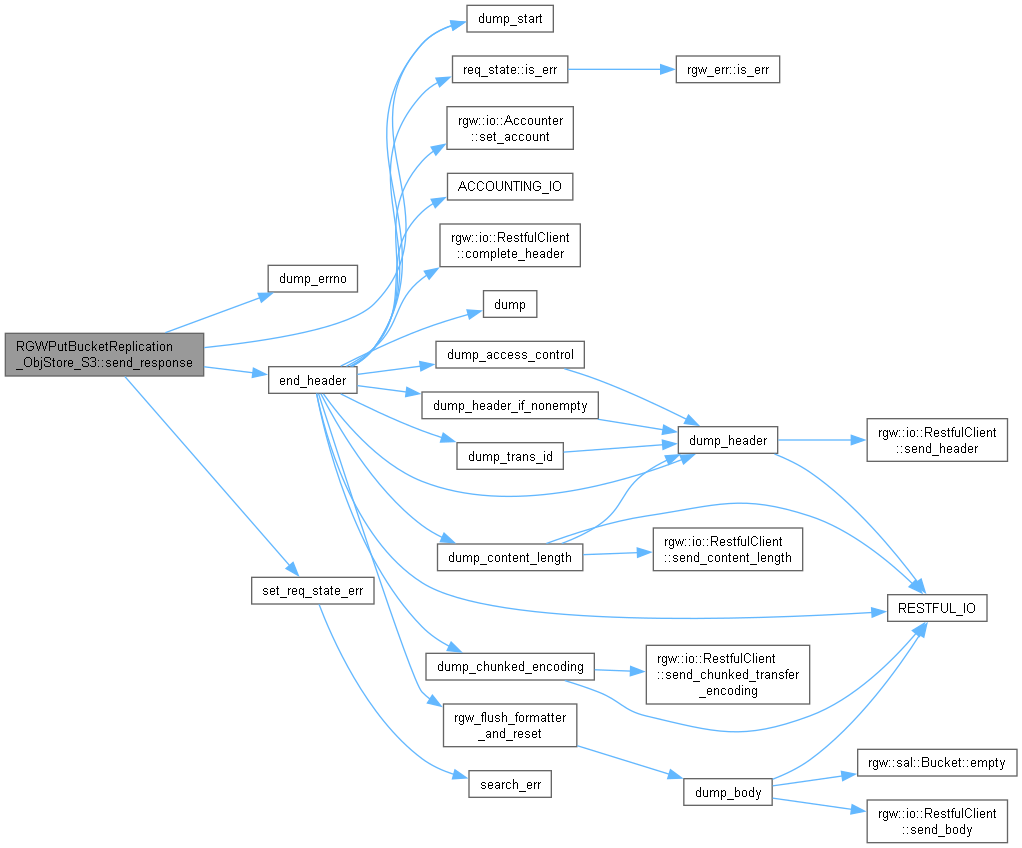 dump_start
req_state::is_err
rgw_err::is_err
rgw::io::Accounter
::set_account
ACCOUNTING_IO
rgw::io::RestfulClient
::complete_header
dump_errno
dump
RGWPutBucketReplication
_ObjStore_S3::send_response
end_header
dump_access_control
dump_header_if_nonempty
dump_trans_id
dump_header
rgw::io::RestfulClient
::send_header
dump_content_length
rgw::io::RestfulClient
::send_content_length
set_req_state_err
RESTFUL_IO
dump_chunked_encoding
rgw::io::RestfulClient
::send_chunked_transfer
_encoding
rgw_flush_formatter
_and_reset
search_err
dump_body
rgw::sal::Bucket::empty
rgw::io::RestfulClient
::send_body